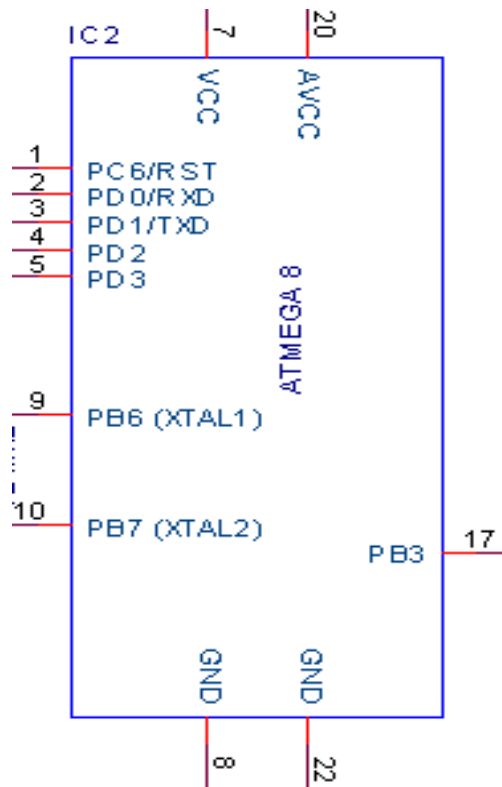 IC2
7
20
VCC
AVCC
1
PC6/RST
2
PD0/RXD
3
PD1/TXD
4
PD2
5
PD3
ATMEGA 8
9
PB6 (XTAL1)
10
PB7 (XTAL2)
PB3
17
GND
GND
8
22